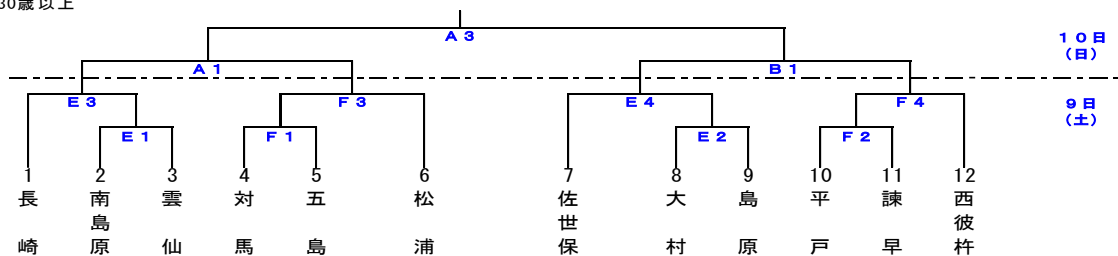 30歳以上
Ａ３
１０日
（日）
Ａ１
Ｂ１
Ｅ３
Ｆ３
Ｅ４
Ｆ４
９日
（土）
Ｅ１
Ｆ１
Ｅ２
Ｆ２
1 2 3 4 5 6 7 8 9 10 11 12
長崎
南島原
雲仙
対馬
五島
松浦
佐世保
大村
島原
平戸
諫早
西彼杵